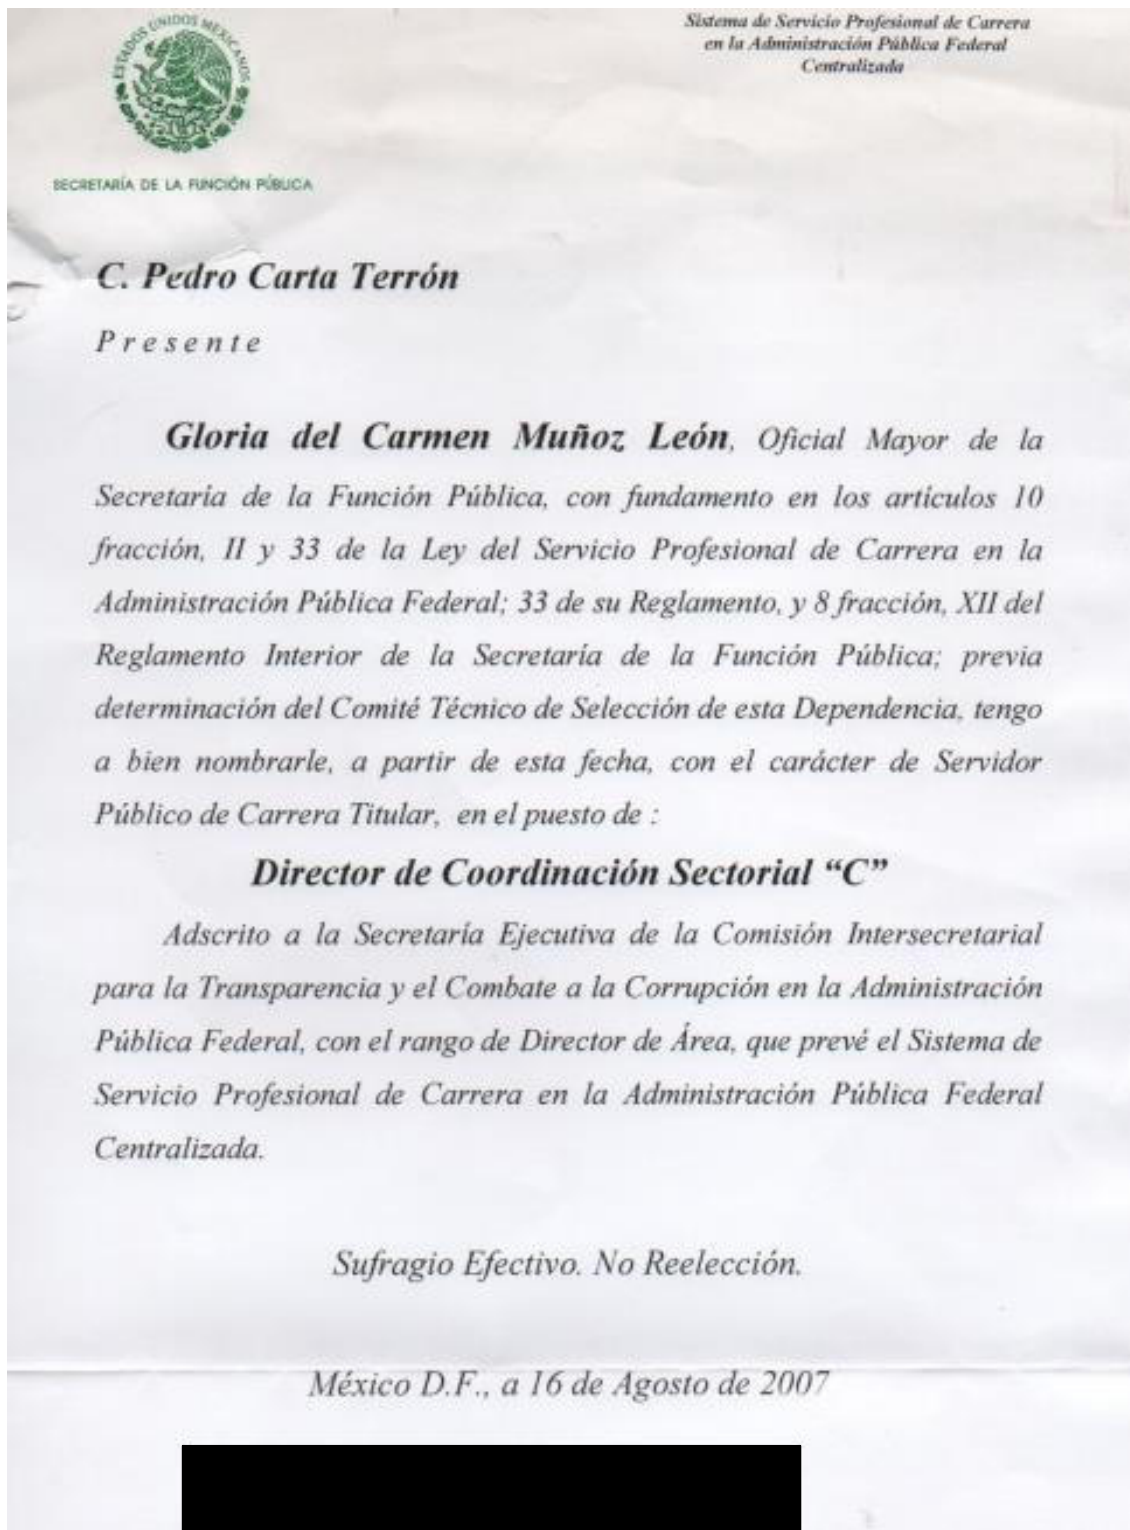 ESTADOS UNIDOS MEXICANOS
SECRETARÍA DE LA FUNCIÓN PÚBLICA
Sistema de Servicio Profesional de Carrera
en la Administración Pública Federal
Centralizada
C. Pedro Carta Terrón
Presente
Gloria del Carmen Muñoz León, Oficial Mayor de la
Secretaría de la Función Pública, con fundamento en los artículos 10
fracción, II y 33 de la Ley del Servicio Profesional de Carrera en la
Administración Pública Federal; 33 de su Reglamento, y 8 fracción, XII del
Reglamento Interior de la Secretaría de la Función Pública; previa
determinación del Comité Técnico de Selección de esta Dependencia, tengo
a bien nombrarle, a partir de esta fecha, con el carácter de Servidor
Público de Carrera Titular, en el puesto de :
Director de Coordinación Sectorial “C”
Adscrito a la Secretaría Ejecutiva de la Comisión Intersecretarial
para la Transparencia y el Combate a la Corrupción en la Administración
Pública Federal, con el rango de Director de Área, que prevé el Sistema de
Servicio Profesional de Carrera en la Administración Pública Federal
Centralizada.
Sufragio Efectivo. No Reelección.
México D.F., a 16 de Agosto de 2007